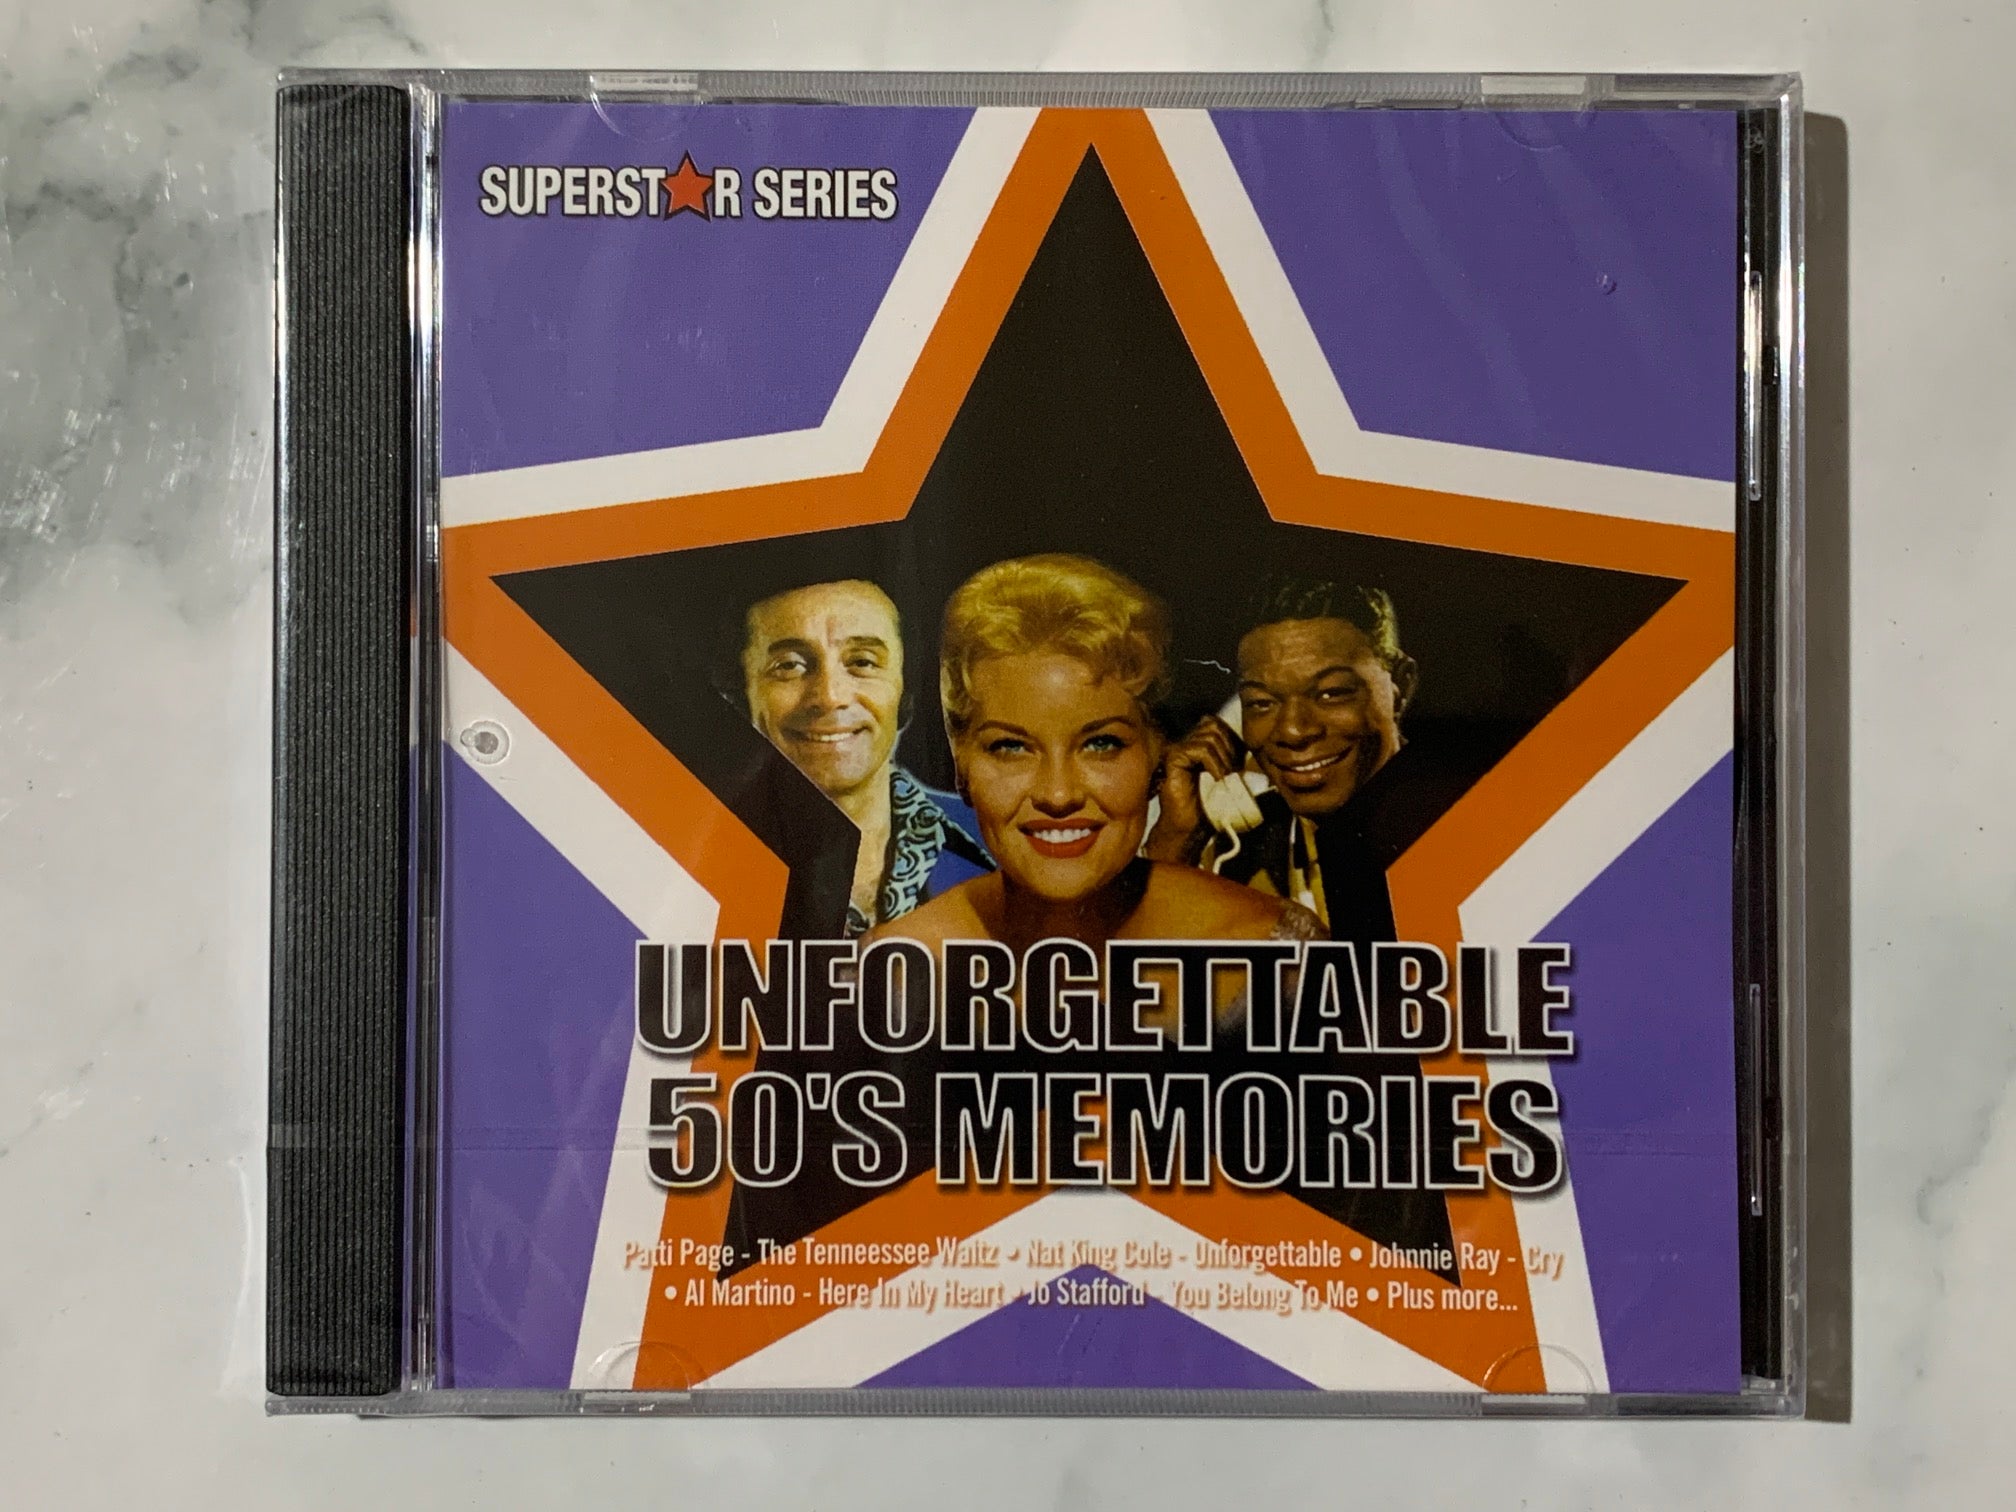 SUPERST★R SERIES
UNFORGETTABLE
50'S MEMORIES
Patti Page - The Tenneessee Waltz • Nat King Cole - Unforgettable • Johnnie Ray - Cry
• Al Martino - Here In My Heart • Jo Stafford - You Belong To Me • Plus more...